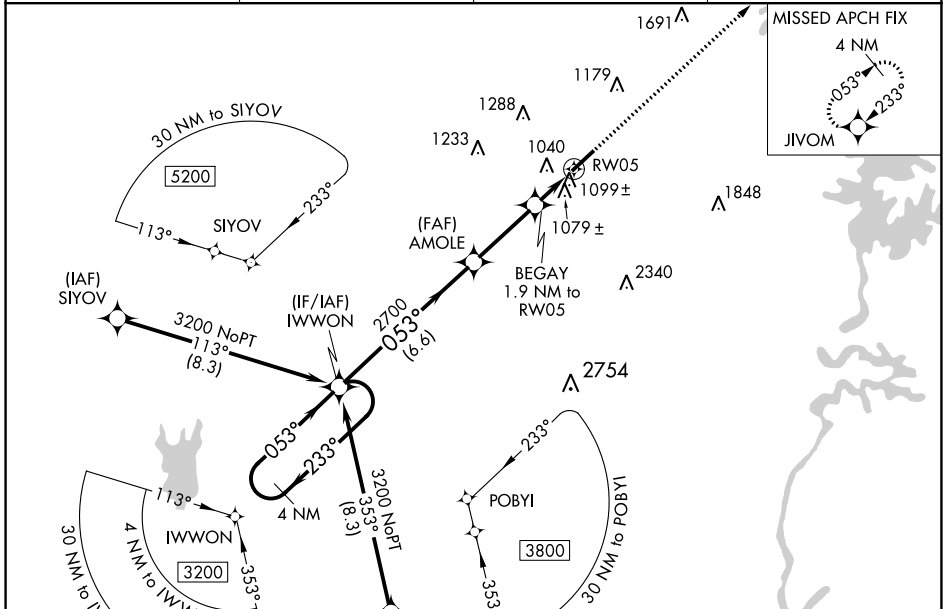 1691
MISSED APCH FIX
4 NM
053°
233°
JIVOM
1179
1288
1233
1040
RW05
1099 ±
1079 ±
1848
30 NM to SIYOV
5200
113°
233°
SIYOV
(FAF)
AMOLE
BEGAY
1.9 NM to
RW05
2340
(IAF)
SIYOV
3200 NoPT
113°
(8.3)
(IF/IAF)
IWWON
2700
053°
(6.6)
2754
053°
233°
4 NM
3200 NoPT
353°
(8.3)
233°
POBYI
3800
353
30 NM to POBYI
113°
IWWON
3200
353°
4 NM to IWW
30 NM to IW